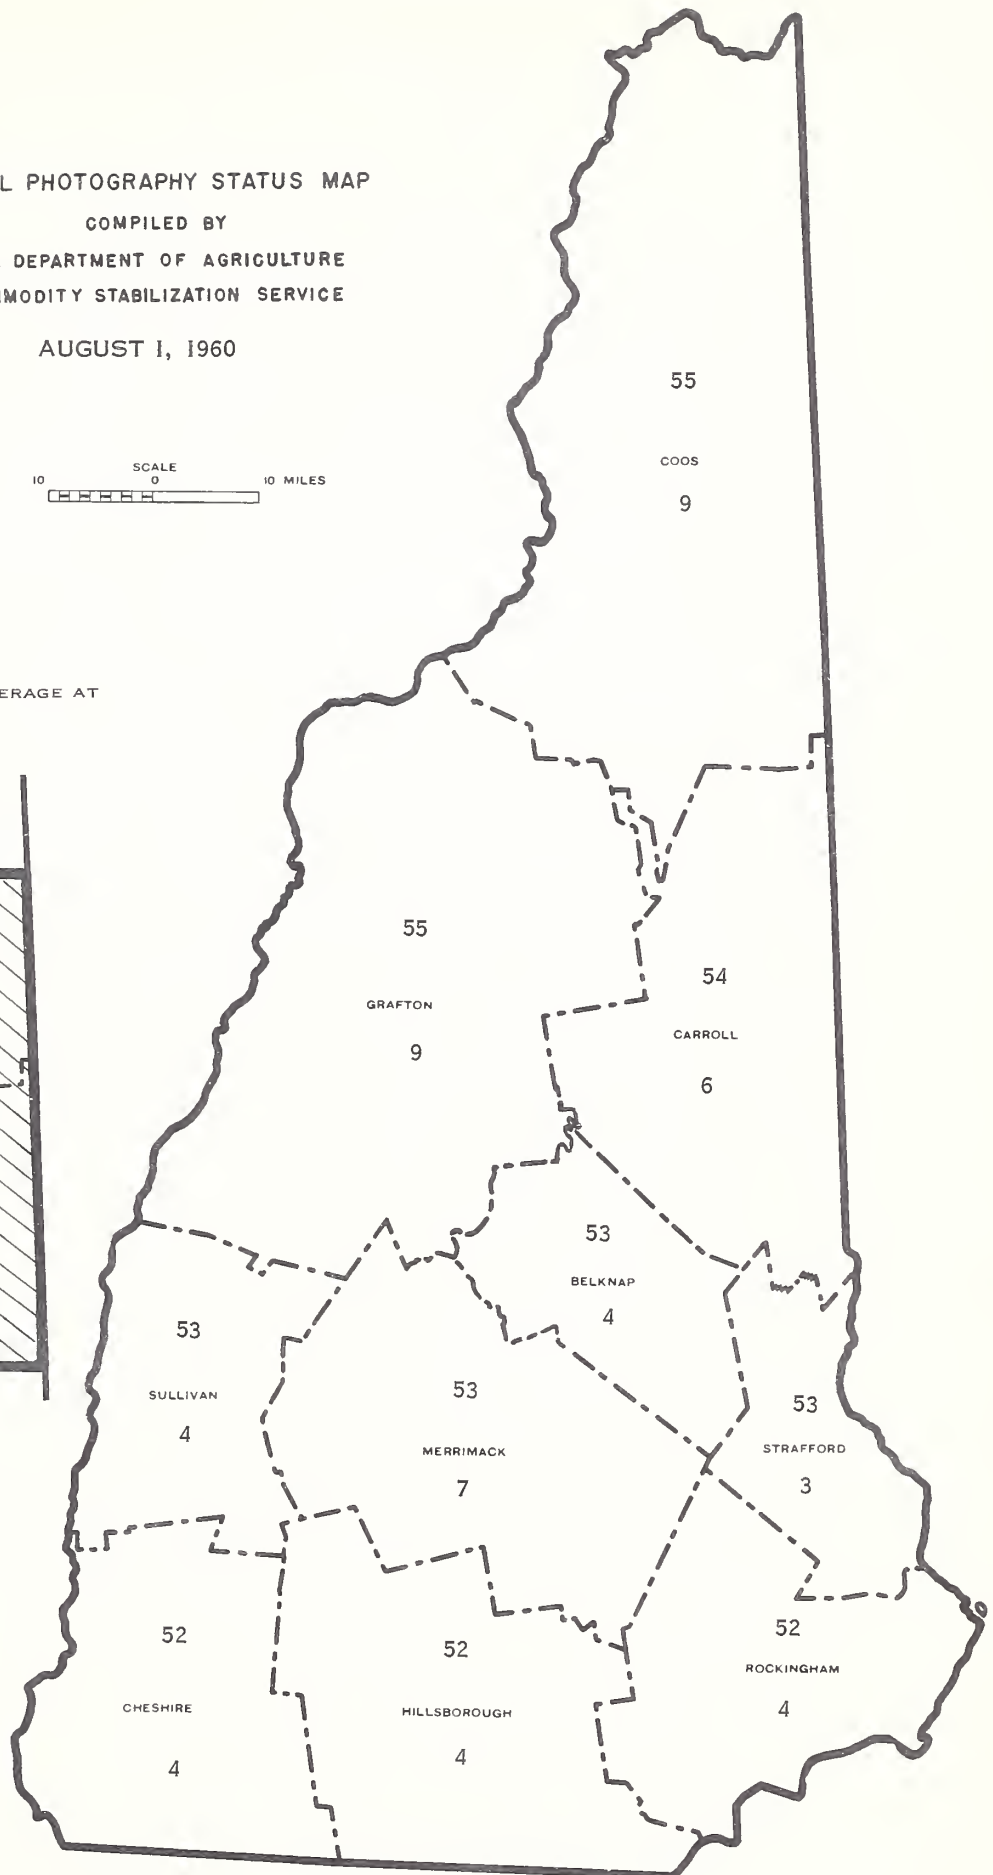 PHOTOGRAPHY STATUS MAP
COMPILED BY
DEPARTMENT OF AGRICULTURE
STABILIZATION SERVICE
AUGUST 1, 1960
SCALE
10 0 10 MILES
AT
55
COOS
9
55
GRAFTON
9
54
CARROLL
6
53
BELKNAP
4
53
SULLIVAN
4
53
MERRIMACK
7
53
STRAFFORD
3
52
CHESHIRE
4
52
HILLSBOROUGH
4
52
ROCKINGHAM
4